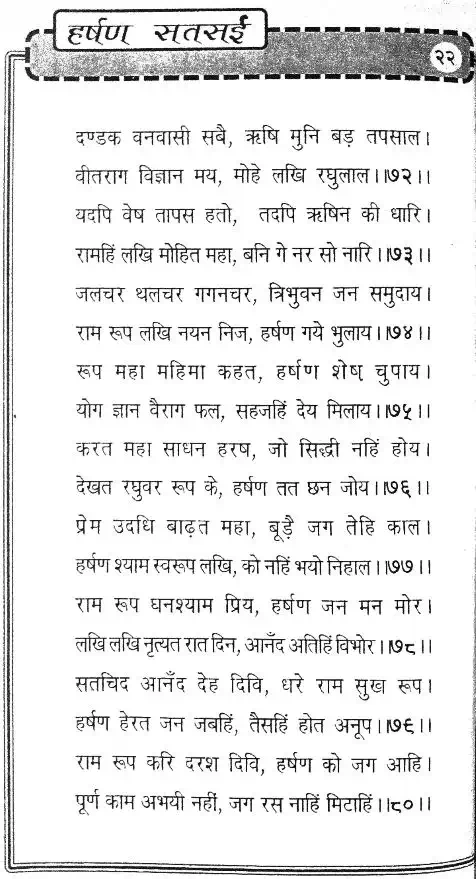 हर्षण सतसई
२२
दण्डक वनवासी सबै, ऋषि मुनि बड़ तपसाल।
वीतराग विज्ञान मय, मोहे लखि रघुलाल।।७२।।
यदपि वेष तापस हतो, तदपि ऋषिन की धारि।
रामहिं लखि मोहित महा, बनि गे नर सो नारि।।७३।।
जलचर थलचर गगनचर, त्रिभुवन जन समुदाय।
राम रूप लखि नयन निज, हर्षण गये भुलाय।।७४।।
रूप महा महिमा कहत, हर्षण शेष चुपाय।
योग ज्ञान वैराग फल, सहजहिं देय मिलाय।।७५।।
करत महा साधन हरष, जो सिद्धी नहिं होय।
देखत रघुवर रूप के, हर्षण तत छन जोय।।७६।।
प्रेम उदधि बाढ़त महा, बूड़ै जग तेहि काल।
हर्षण श्याम स्वरूप लखि, को नहिं भयो निहाल।।७७।।
राम रूप घनश्याम प्रिय, हर्षण जन मन मोर।
लखि लखि नृत्यत रात दिन, आनँद अतिहिं विभोर।।७८।।
सतचिद आनँद देह दिवि, धरे राम सुख रूप।
हर्षण हेरत जन जबहिं, तैसहिं होत अनूप।।७९।।
राम रूप करि दरश दिवि, हर्षण को जग आहि।
पूर्ण काम अभयी नहीं, जग रस नाहिं मिटाहिं।।८०।।